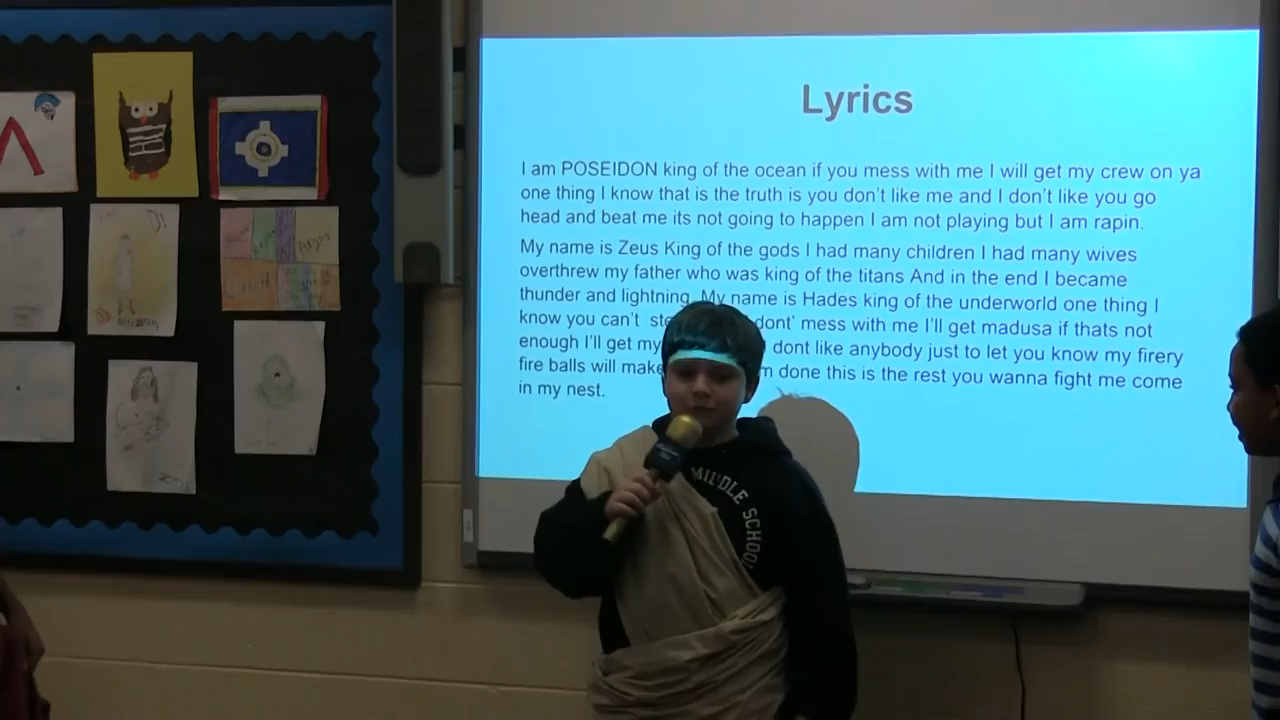 Lyrics
I am POSEIDON king of the ocean if you mess with me I will get my crew on ya
one thing I know that is the truth is you don't like me and I don't like you go
head and beat me its not going to happen I am not playing but I am rapin.
My name is Zeus King of the gods I had many children I had many wives
overthrew my father who was king of the titans And in the end I became
thunder and lightning. My name is Hades king of the underworld one thing I
know you can't dont' mess with me I'll get madusa if thats not
enough I'll get my dont like anybody just to let you know my firery
fire balls will make done this is the rest you wanna fight me come
in my nest.
Argos
MIDDLE SCHOOL